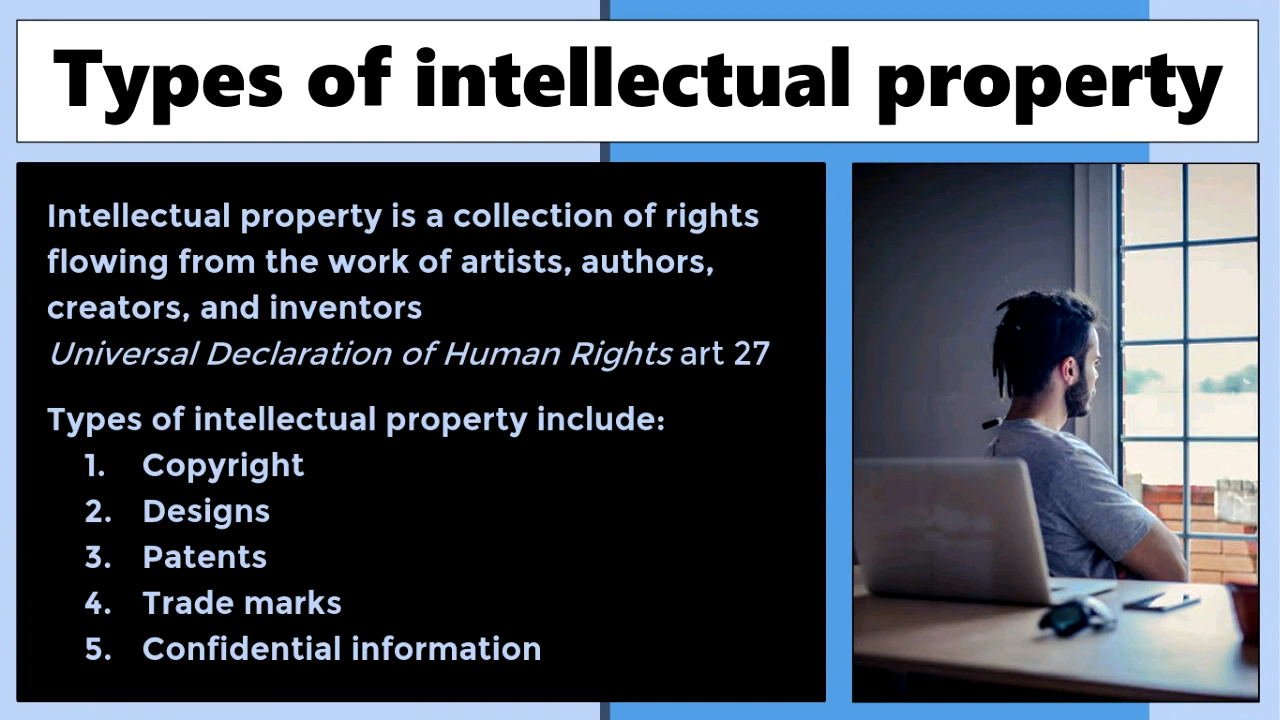 Types of intellectual property
Intellectual property is a collection of rights
flowing from the work of artists, authors,
creators, and inventors
Universal Declaration of Human Rights art 27
Types of intellectual property include:
1. Copyright
2. Designs
3. Patents
4. Trade marks
5. Confidential information